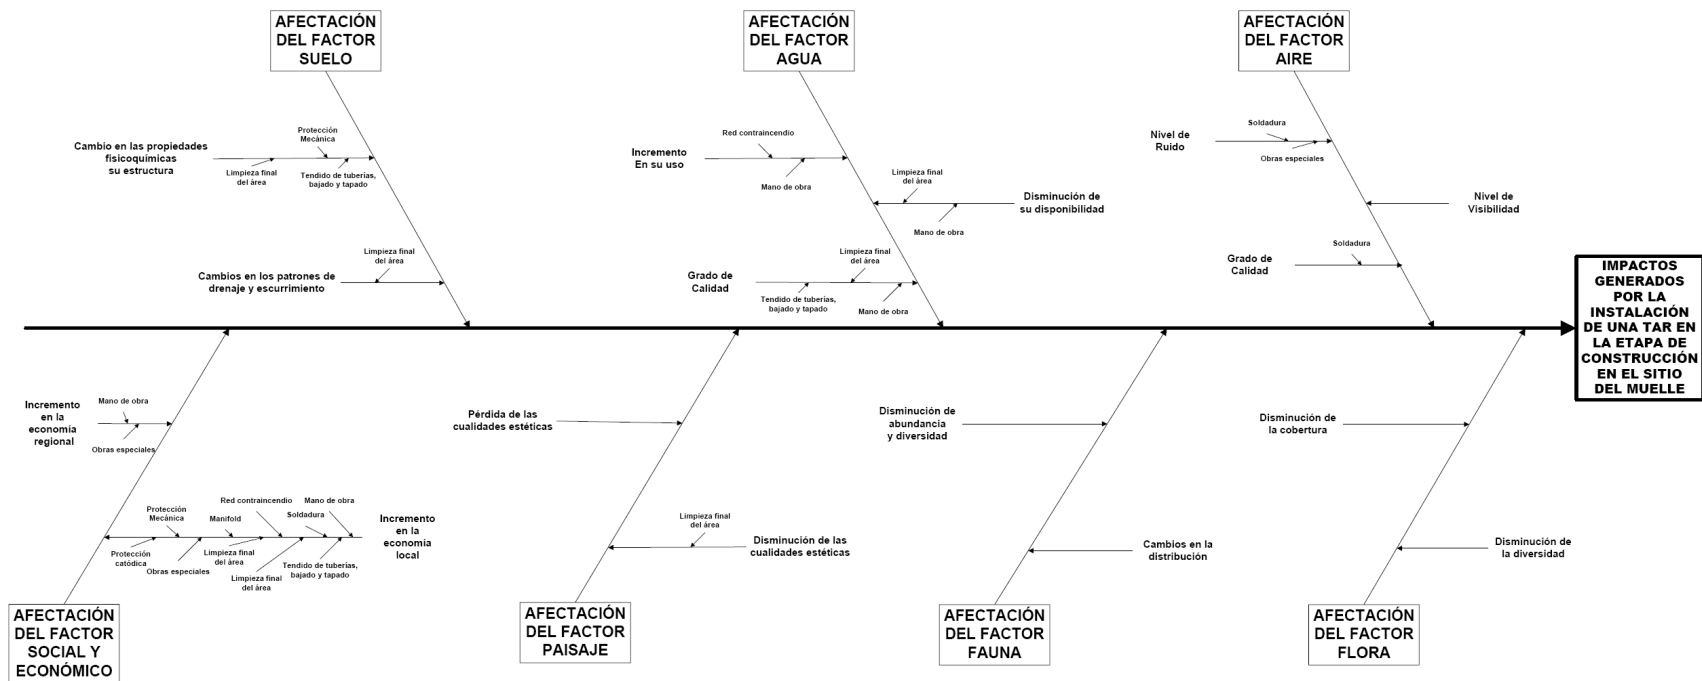 AFECTACIÓN
DEL FACTOR
SUELO
AFECTACIÓN
DEL FACTOR
AGUA
AFECTACIÓN
DEL FACTOR
AIRE
Cambio en las propiedades
fisicoquimicas
su estructura
Protección
Mecánica
Limpieza final
del área
Tendido de tuberías,
bajado y tapado
Cambios en los patrones de
drenaje y escurrimiento
Limpieza final
del área
Incremento
En su uso
Red contraincendio
Mano de obra
Limpieza final
del área
Mano de obra
Disminución de
su disponibilidad
Grado de
Calidad
Limpieza final
del área
Tendido de tuberías,
bajado y tapado
Mano de obra
Nivel de
Ruido
Soldadura
Obras especiales
Nivel de
Visibilidad
Grado de
Calidad
Soldadura
IMPACTOS
GENERADOS
POR LA
INSTALACIÓN
DE UNA TAR EN
LA ETAPA DE
CONSTRUCCIÓN
EN EL SITIO
DEL MUELLE
Incremento
en la
economía
regional
Mano de obra
Obras especiales
Protección
Mecánica
Manifold
Red contraincendio
Soldadura
Mano de obra
Protección
catódica
Obras especiales
Limpieza final
del área
Limpieza final
del área
Tendido de tuberías,
bajado y tapado
Incremento
en la
economía
local
Pérdida de las
cualidades estéticas
Limpieza final
del área
Disminución de las
cualidades estéticas
Disminución de
abundancia
y diversidad
Cambios en la
distribución
Disminución de
la cobertura
Disminución de
la diversidad
AFECTACIÓN
DEL FACTOR
SOCIAL Y
ECONÓMICO
AFECTACIÓN
DEL FACTOR
PAISAJE
AFECTACIÓN
DEL FACTOR
FAUNA
AFECTACIÓN
DEL FACTOR
FLORA